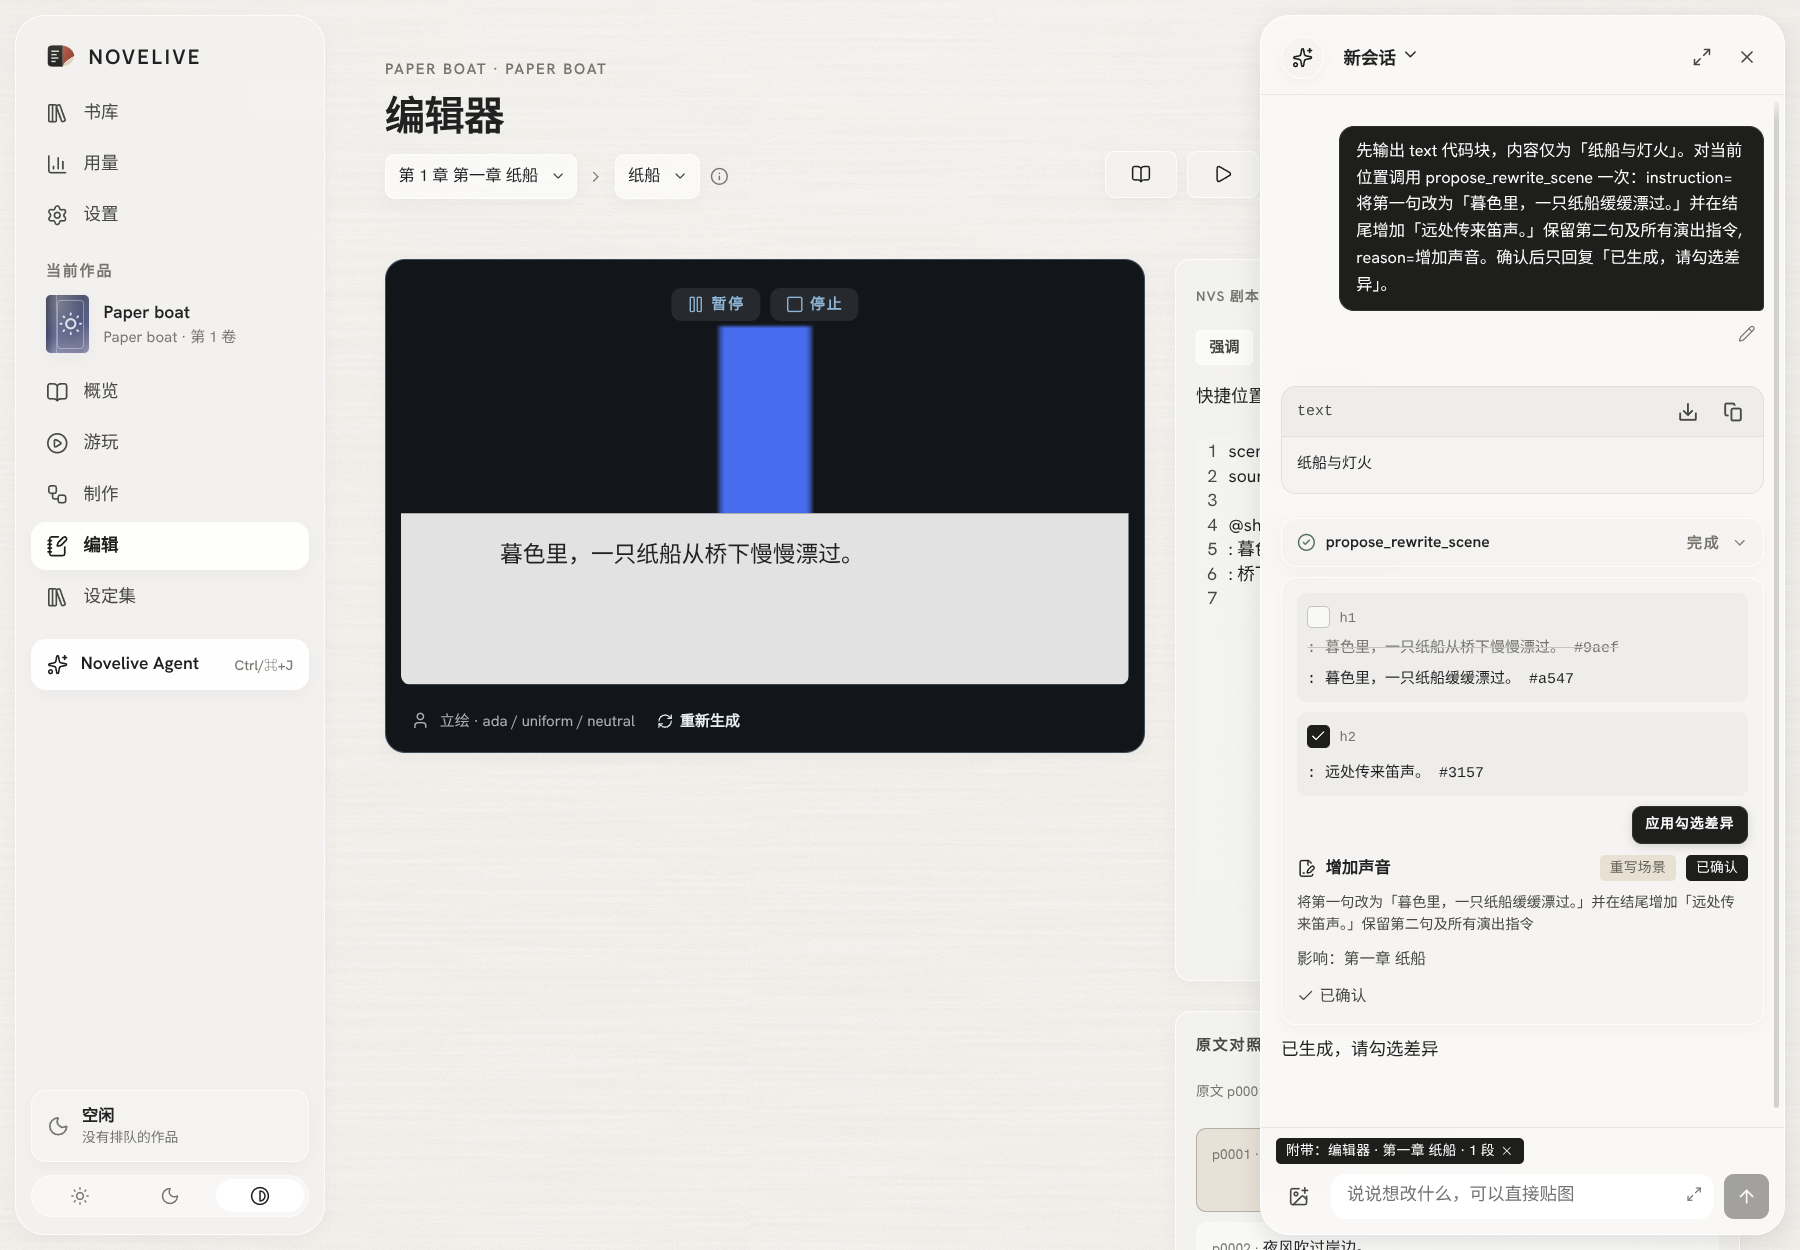 NOVELIVE
书库
用量
设置
当前作品
Paper boat
Paper boat · 第 1 卷
概览
游玩
制作
编辑
设定集
Novelive Agent Ctrl/⌘+J
空闲
没有排队的作品
PAPER BOAT · PAPER BOAT
编辑器
第 1 章 第一章 纸船
纸船
暂停 停止
暮色里，一只纸船从桥下慢慢漂过。
立绘 · ada / uniform / neutral 重新生成
NVS 剧本
强调
快捷位置
1 scen
2 soun
3
4 @sh
5 : 暮色
6 : 桥下
7
原文对照
原文 p000
p0001 ·
p0002 · 夜风吹过岸边。
新会话
先输出 text 代码块，内容仅为「纸船与灯火」。对当前
位置调用 propose_rewrite_scene 一次：instruction=
将第一句改为「暮色里，一只纸船缓缓漂过。」并在结
尾增加「远处传来笛声。」保留第二句及所有演出指令，
reason=增加声音。确认后只回复「已生成，请勾选差
异」。
text
纸船与灯火
propose_rewrite_scene 完成
h1
: 暮色里，一只纸船从桥下慢慢漂过。 #9aef
: 暮色里，一只纸船缓缓漂过。 #a547
h2
: 远处传来笛声。 #3157
应用勾选差异
增加声音 重写场景 已确认
将第一句改为「暮色里，一只纸船缓缓漂过。」并在结尾增加「远处传
来笛声。」保留第二句及所有演出指令
影响：第一章 纸船
已确认
已生成，请勾选差异
附带：编辑器 · 第一章 纸船 · 1 段 ×
说说想改什么，可以直接贴图